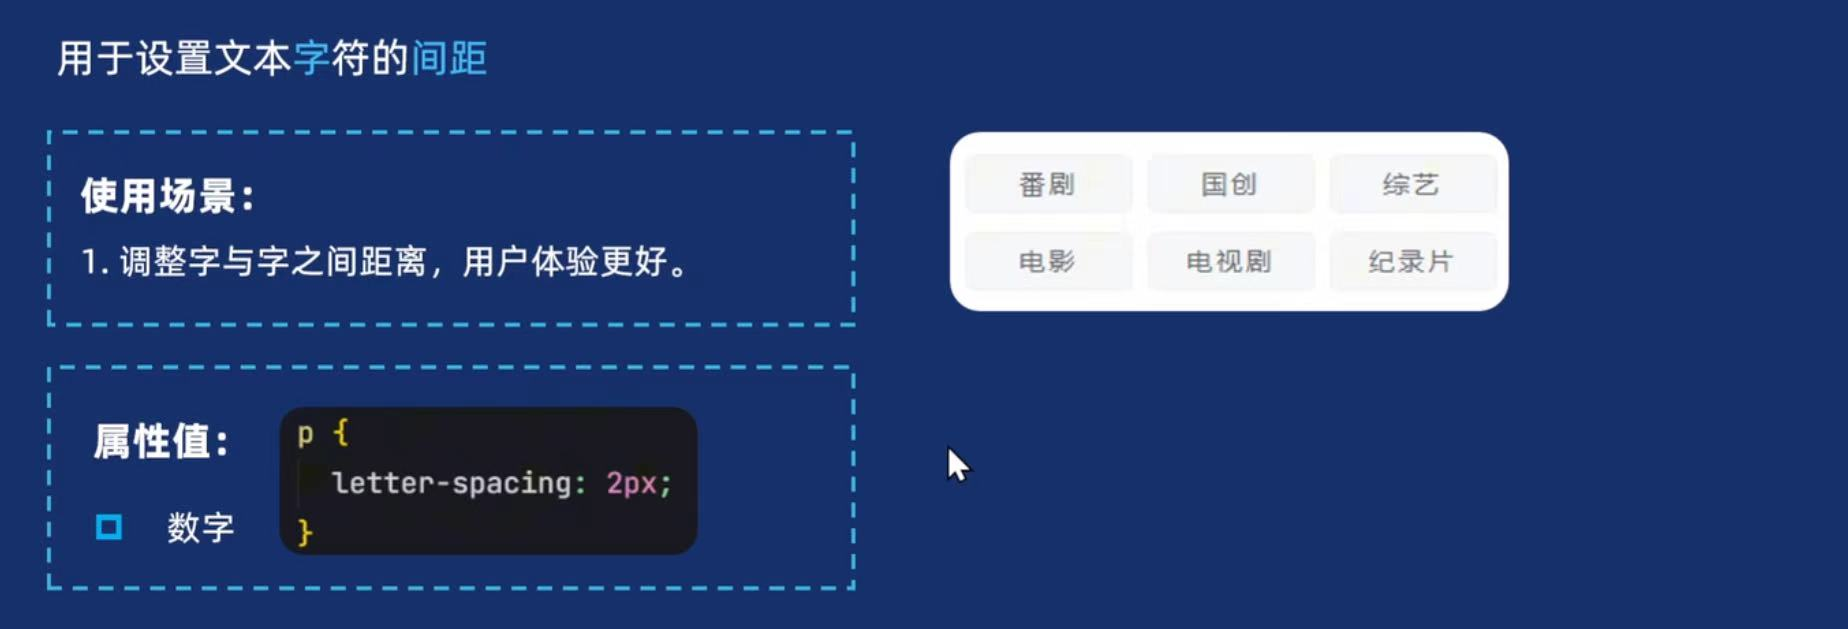 用于设置文本字符的间距
使用场景：
1. 调整字与字之间距离，用户体验更好。
番剧 国创 综艺
电影 电视剧 纪录片
属性值：
数字
p {
letter-spacing: 2px;
}